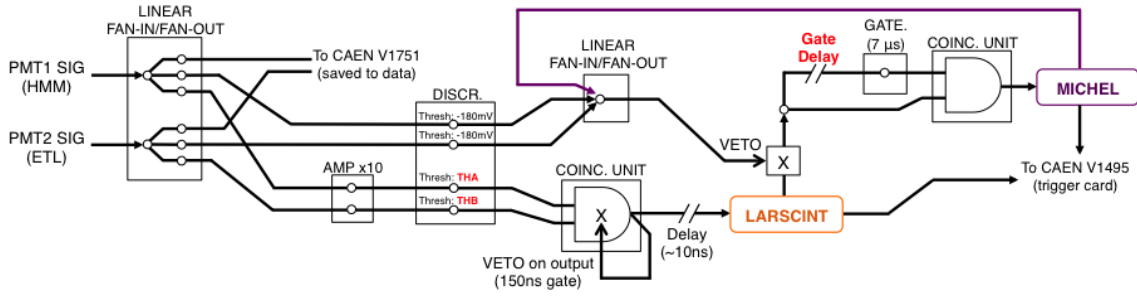 LINEAR
FAN-IN/FAN-OUT
PMT1 SIG
(HMM)
PMT2 SIG
(ETL)
To CAEN V1751
(saved to data)
AMP x10
DISCR.
Thresh: -180mV
Thresh: -180mV
Thresh: THA
Thresh: THB
LINEAR
FAN-IN/FAN-OUT
COINC. UNIT
X
VETO on output
(150ns gate)
Delay
(~10ns)
VETO
X
LARSCINT
Gate
Delay
GATE.
(7 µs)
COINC. UNIT
MICHEL
To CAEN V1495
(trigger card)